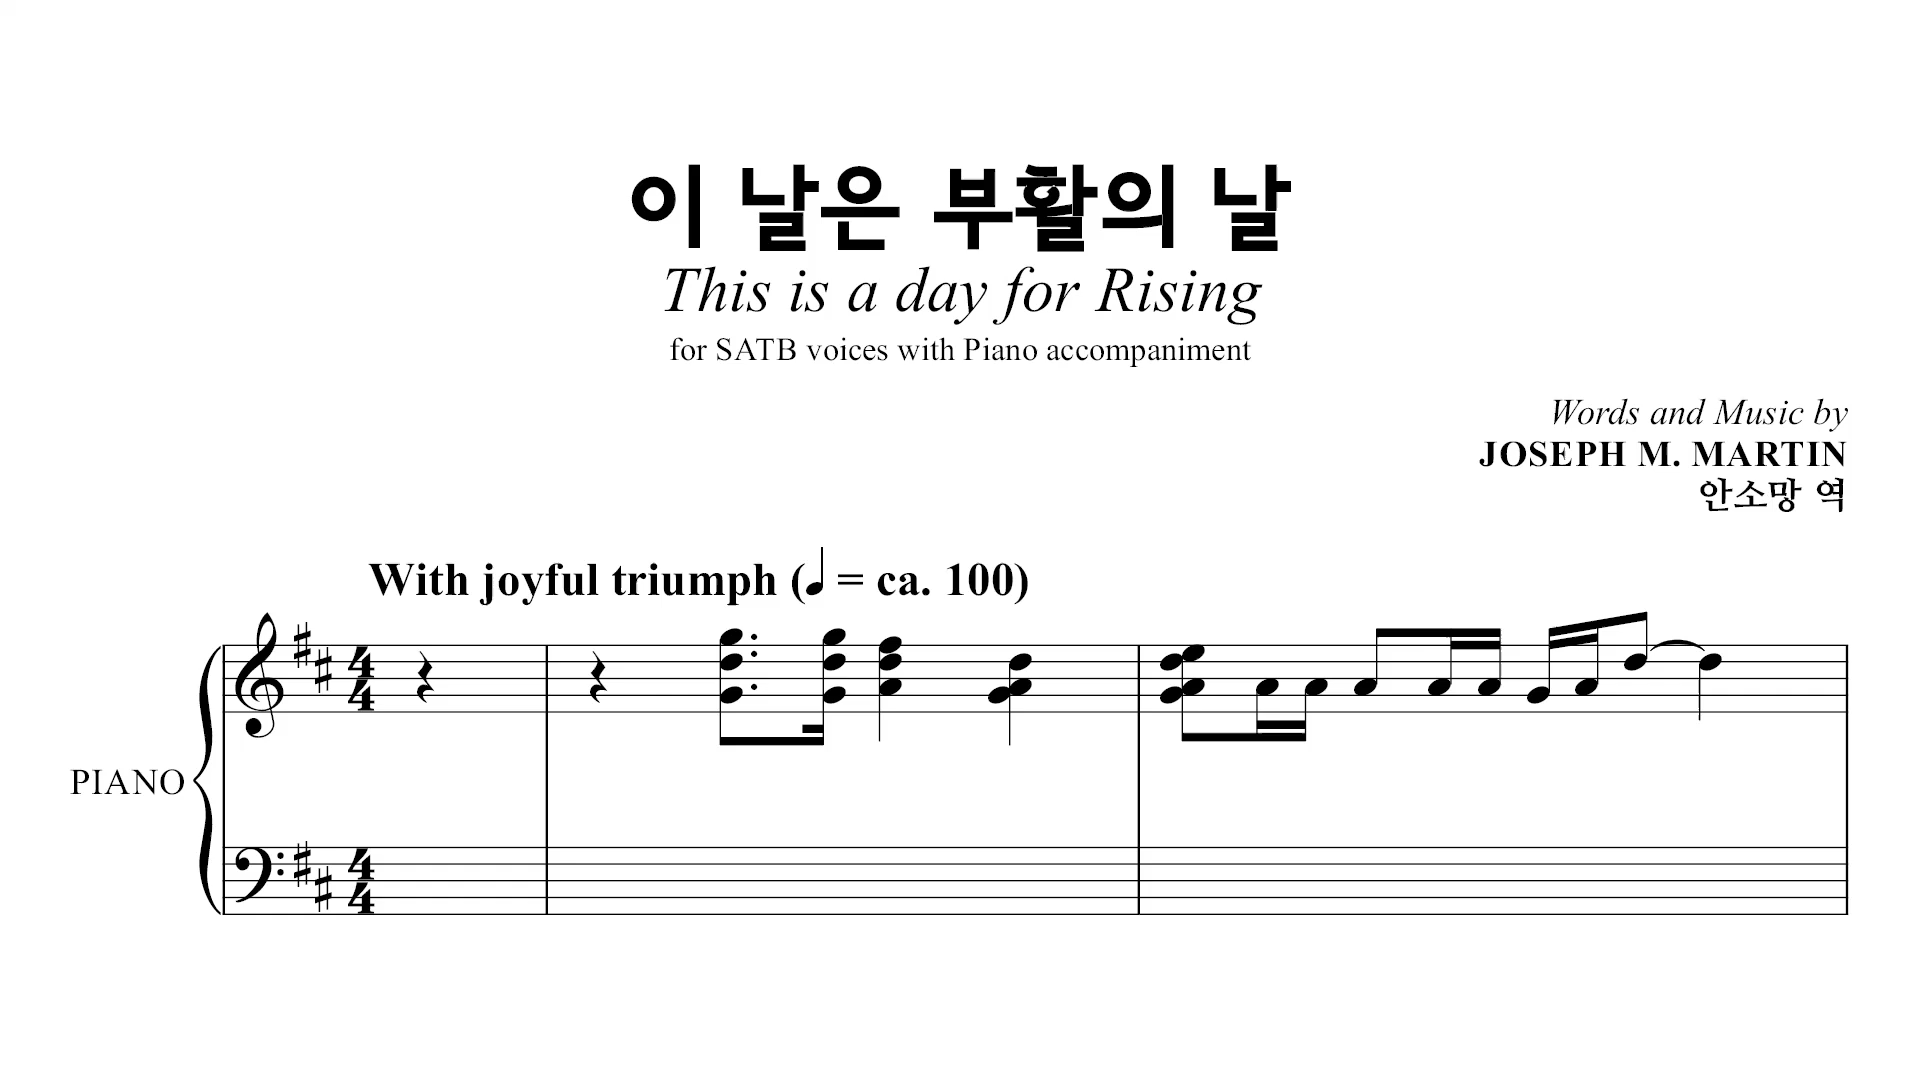 이 날은 부활의 날
This is a day for Rising
for SATB voices with Piano accompaniment
Words and Music by
JOSEPH M. MARTIN
안소망 역
With joyful triumph (♩ = ca. 100)
PIANO